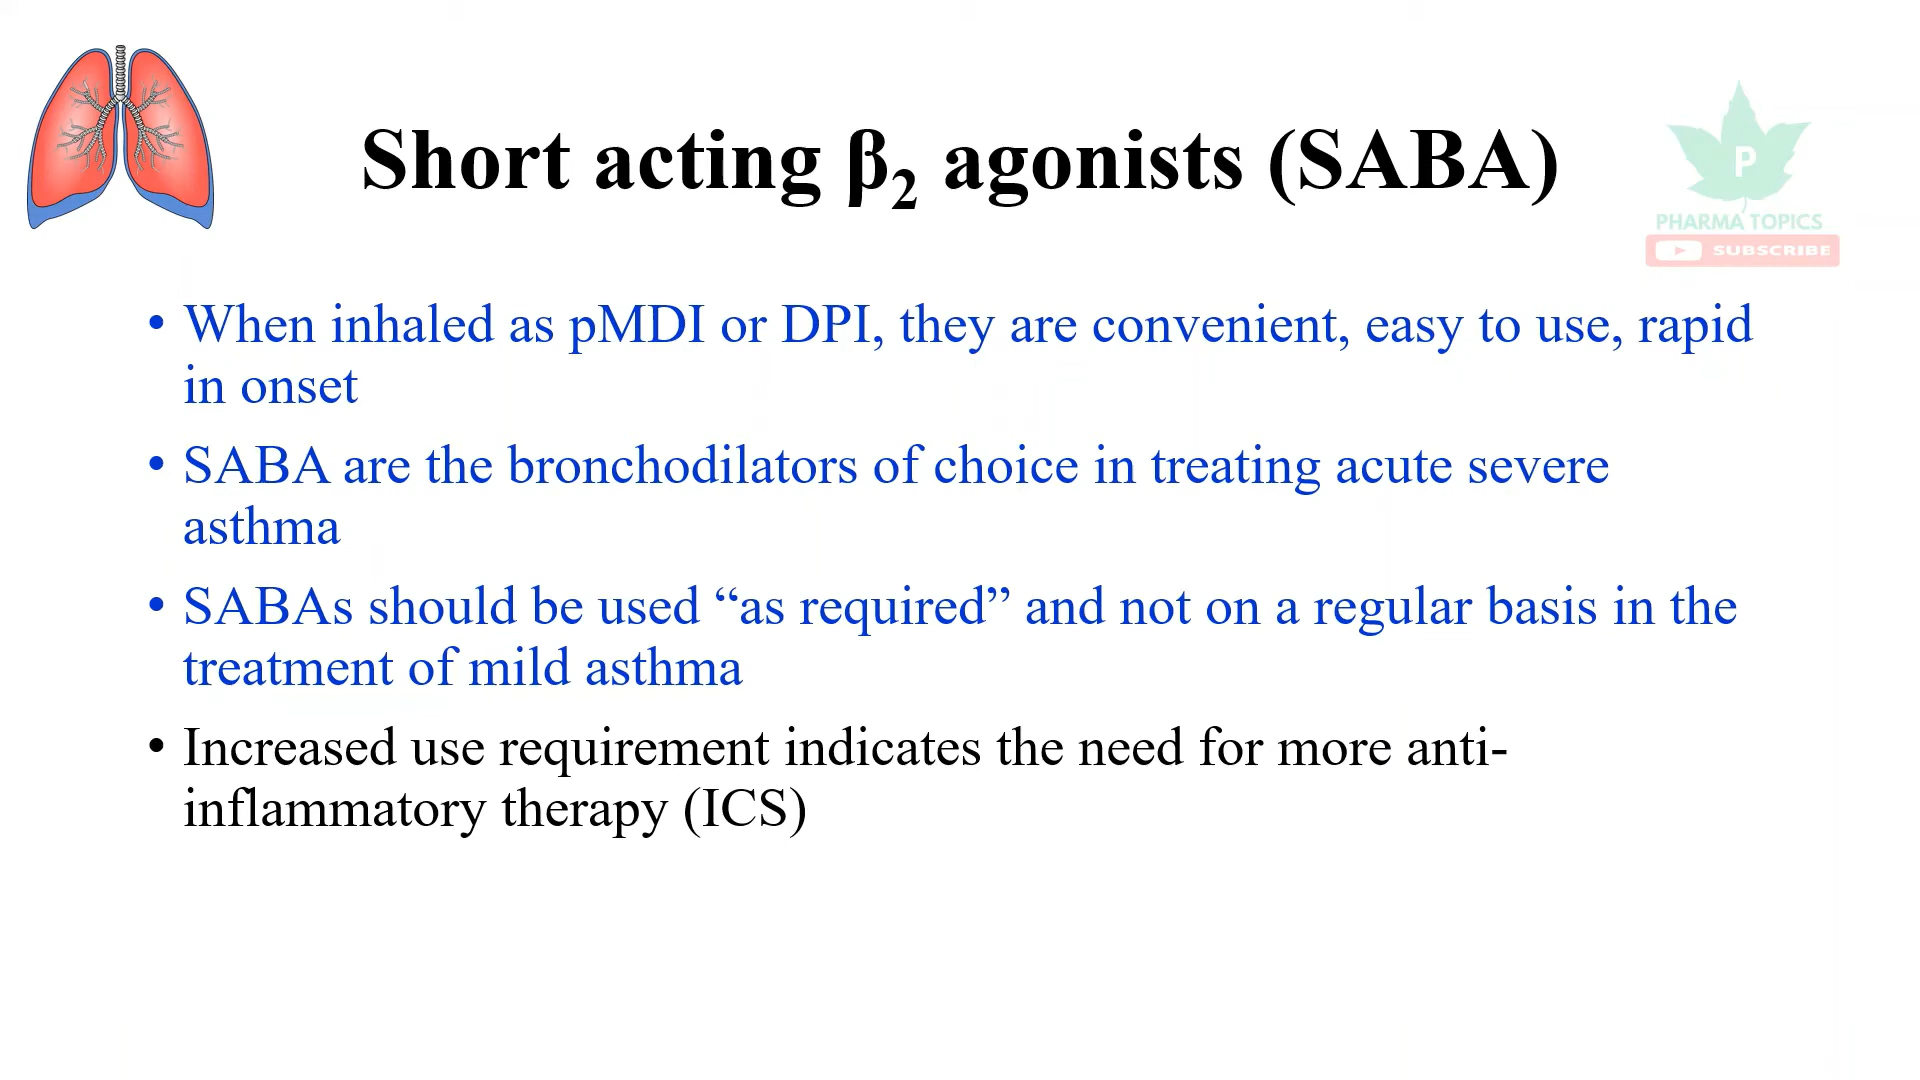 Short acting β₂ agonists (SABA)
P
PHARMA TOPICS
SUBSCRIBE
• When inhaled as pMDI or DPI, they are convenient, easy to use, rapid
in onset
• SABA are the bronchodilators of choice in treating acute severe
asthma
• SABAs should be used “as required” and not on a regular basis in the
treatment of mild asthma
• Increased use requirement indicates the need for more anti-
inflammatory therapy (ICS)